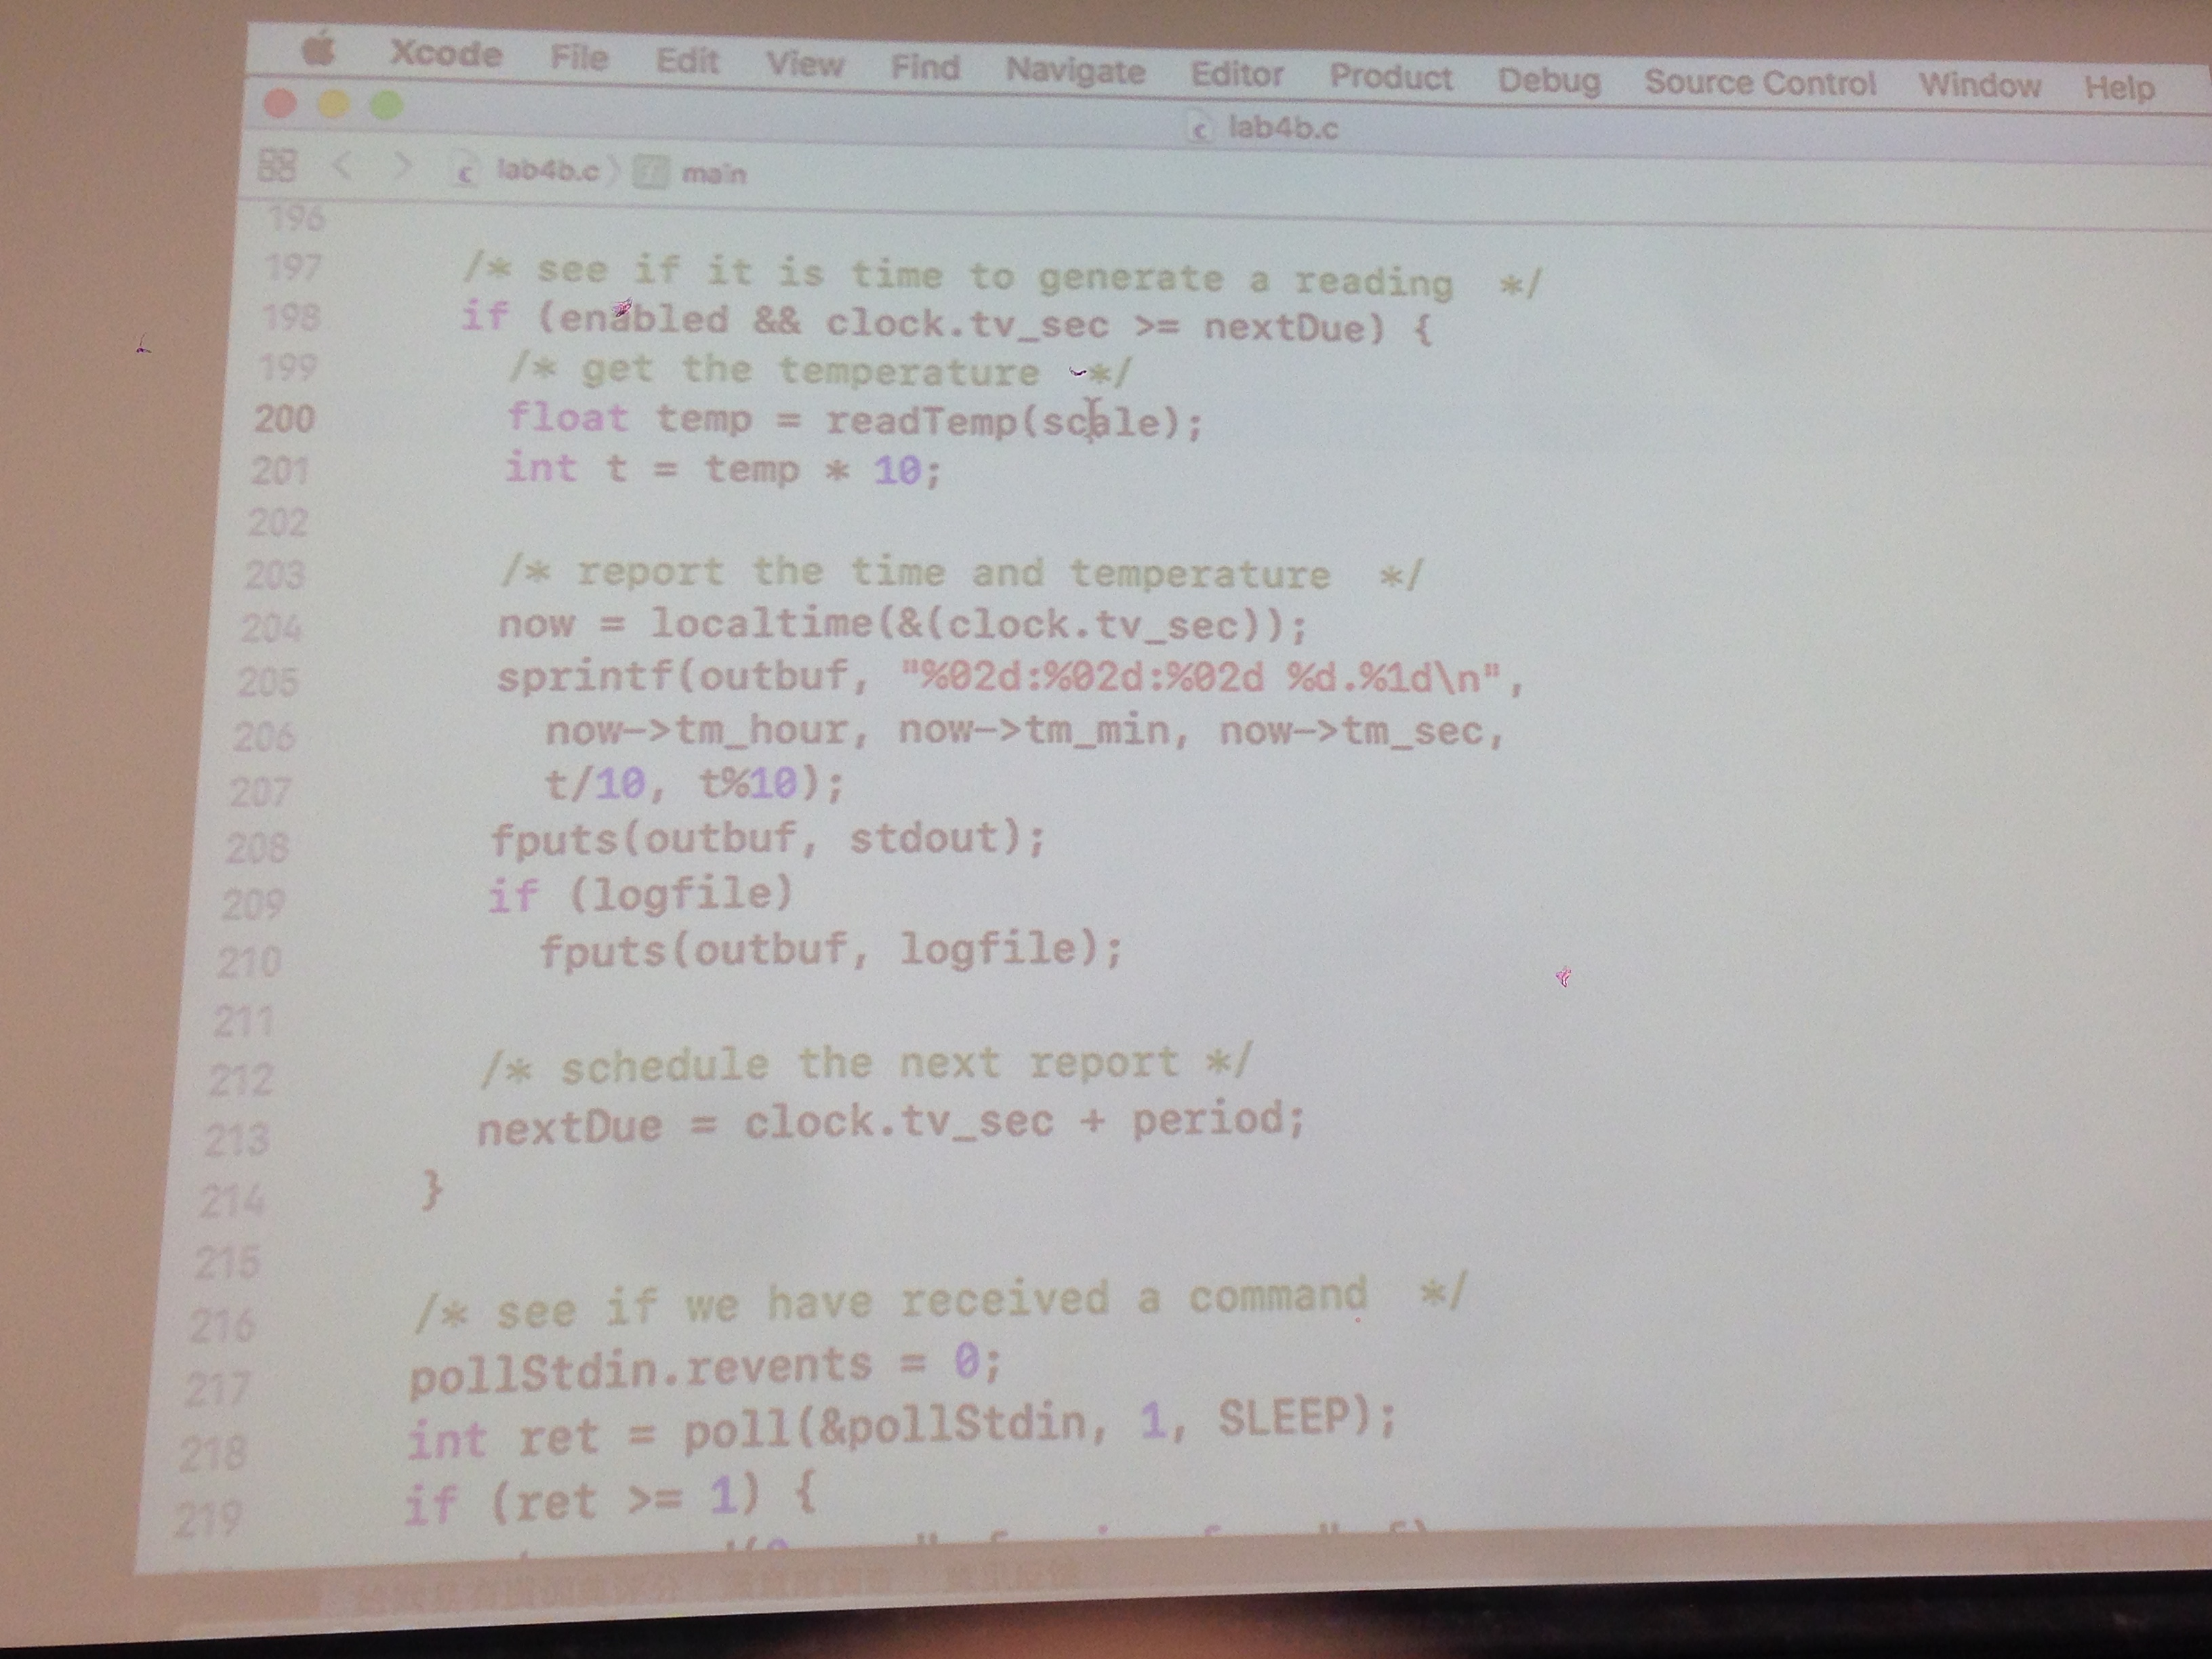 Xcode File Edit View Find Navigate Editor Product Debug Source Control Window Help
lab4b.c
lab4b.c main
196
197 /* see if it is time to generate a reading  */
198 if (enabled && clock.tv_sec >= nextDue) {
199 /* get the temperature  */
200 float temp = readTemp(scale);
201 int t = temp * 10;
202
203 /* report the time and temperature  */
204 now = localtime(&(clock.tv_sec));
205 sprintf(outbuf, "%02d:%02d:%02d %d.%1d\n",
206 now->tm_hour, now->tm_min, now->tm_sec,
207 t/10, t%10);
208 fputs(outbuf, stdout);
209 if (logfile)
210 fputs(outbuf, logfile);
211
212 /* schedule the next report */
213 nextDue = clock.tv_sec + period;
214 }
215
216 /* see if we have received a command  */
217 pollStdin.revents = 0;
218 int ret = poll(&pollStdin, 1, SLEEP);
219 if (ret >= 1) {